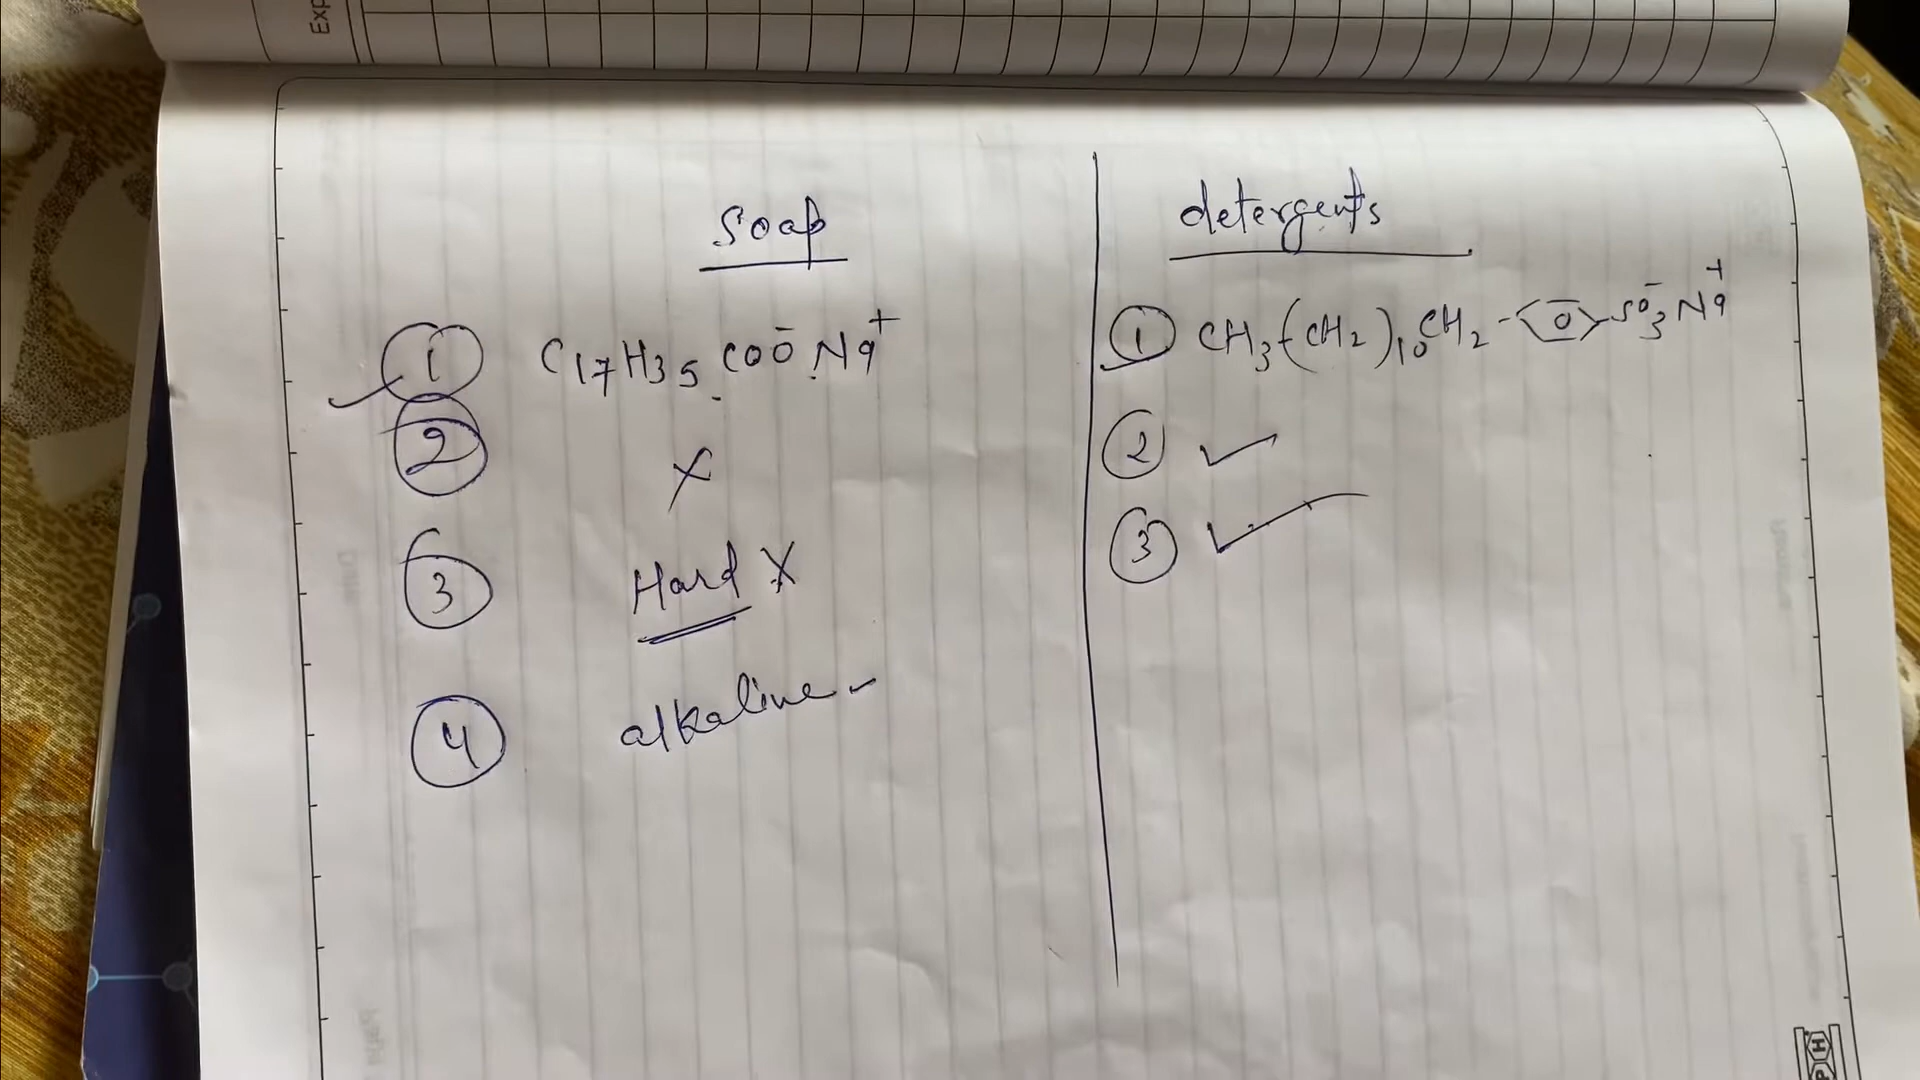 Exp
soap
① C17H35COO⁻Na⁺
② X
③ Hard X
④ alkaline -
detergents
① CH3(CH2)10CH2-⌬-SO3⁻Na⁺
② ✓
③ ✓